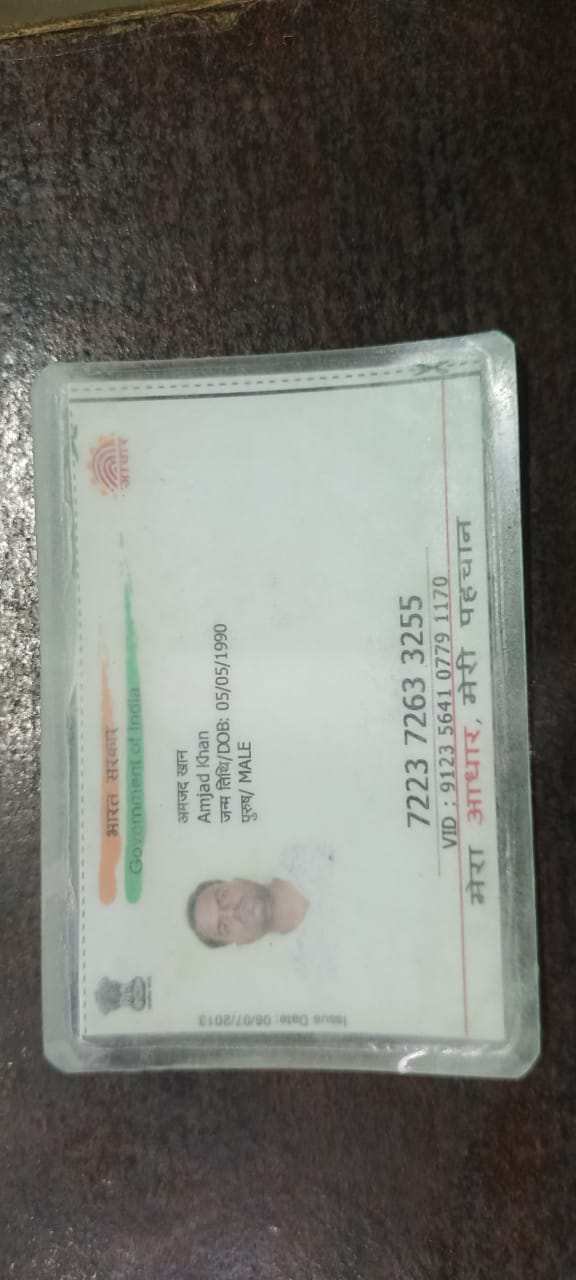 भारत सरकार
Government of India
आधार
Issue Date: 06/07/2013
अमजद खान
Amjad Khan
जन्म तिथि/DOB: 05/05/1990
पुरुष/ MALE
7223 7263 3255
VID : 9123 5641 0779 1170
मेरा आधार, मेरी पहचान